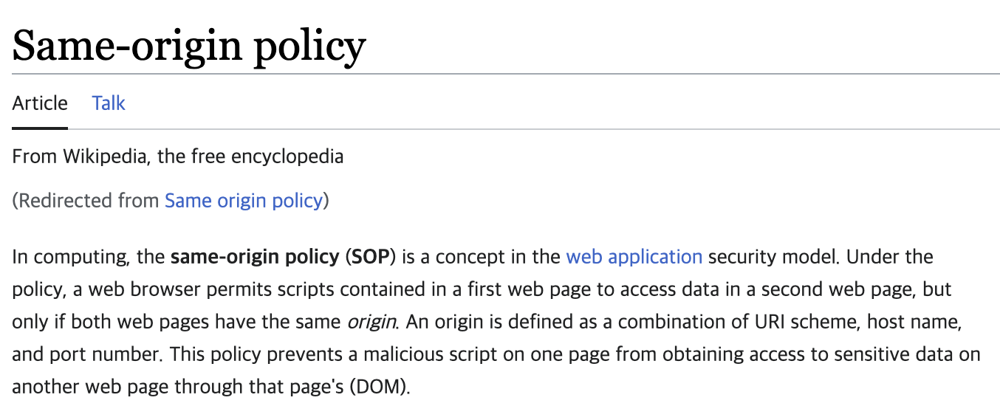 Same-origin policy
Article Talk
From Wikipedia, the free encyclopedia
(Redirected from Same origin policy)
In computing, the same-origin policy (SOP) is a concept in the web application security model. Under the
policy, a web browser permits scripts contained in a first web page to access data in a second web page, but
only if both web pages have the same origin. An origin is defined as a combination of URI scheme, host name,
and port number. This policy prevents a malicious script on one page from obtaining access to sensitive data on
another web page through that page's (DOM).